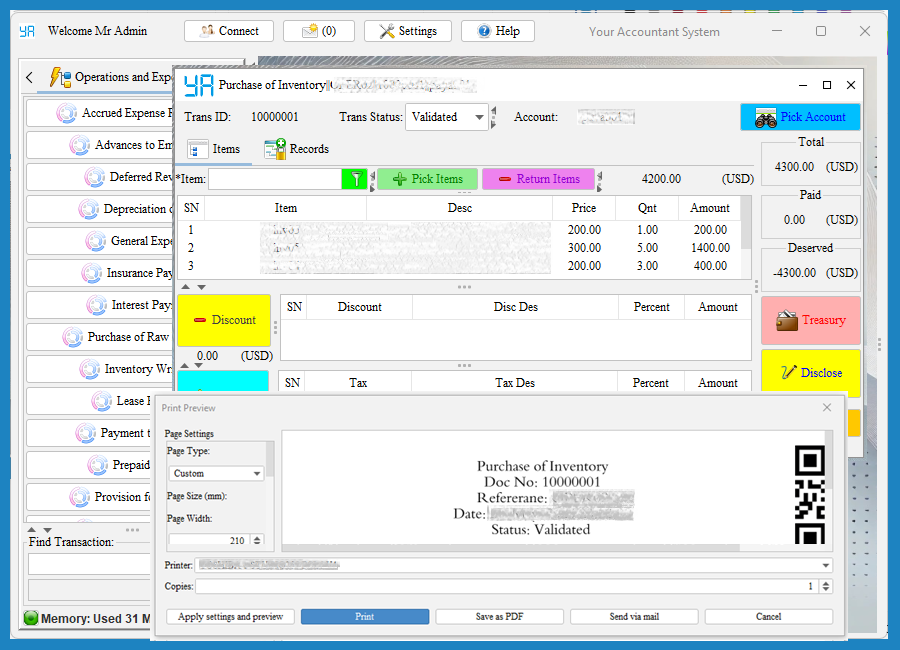 YA Welcome Mr Admin Connect (0) Settings Help Your Accountant System
Operations and Exp
Accrued Expense
Advances to Em
Deferred Rev
Depreciation
General Expe
Insurance Pay
Interest Pay
Purchase of Raw
Inventory Wr
Lease
Payment t
Prepaid
Provision fo
Find Transaction:
Memory: Used 31 M
YA Purchase of Inventory
Trans ID: 10000001 Trans Status: Validated Account: Pick Account
Items Records
*Item: Pick Items Return Items 4200.00 (USD)
SN Item Desc Price Qnt Amount
1 200.00 1.00 200.00
2 300.00 5.00 1400.00
3 200.00 3.00 400.00
Total
4300.00 (USD)
Paid
0.00 (USD)
Deserved
-4300.00 (USD)
Discount
0.00 (USD)
SN Discount Disc Des Percent Amount
Treasury
Disclose
SN Tax Tax Des Percent Amount
Print Preview
Page Settings
Page Type:
Custom
Page Size (mm):
Page Width:
210
Purchase of Inventory
Doc No: 10000001
Refererane:
Date:
Status: Validated
Printer:
Copies: 1
Apply settings and preview Print Save as PDF Send via mail Cancel